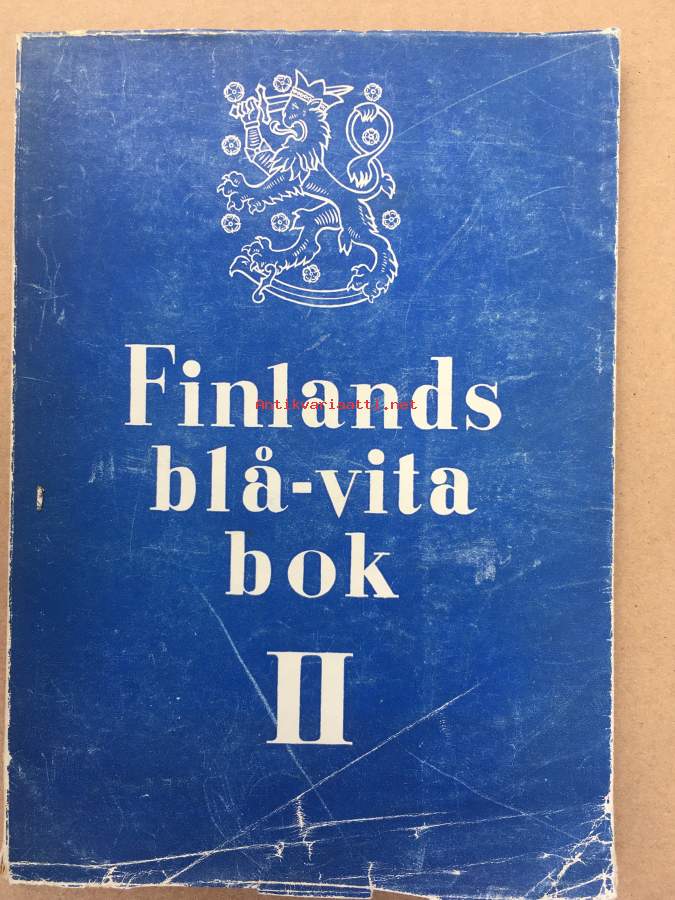 Finlands
Antikvariaatti.net
blå-vita
bok
II